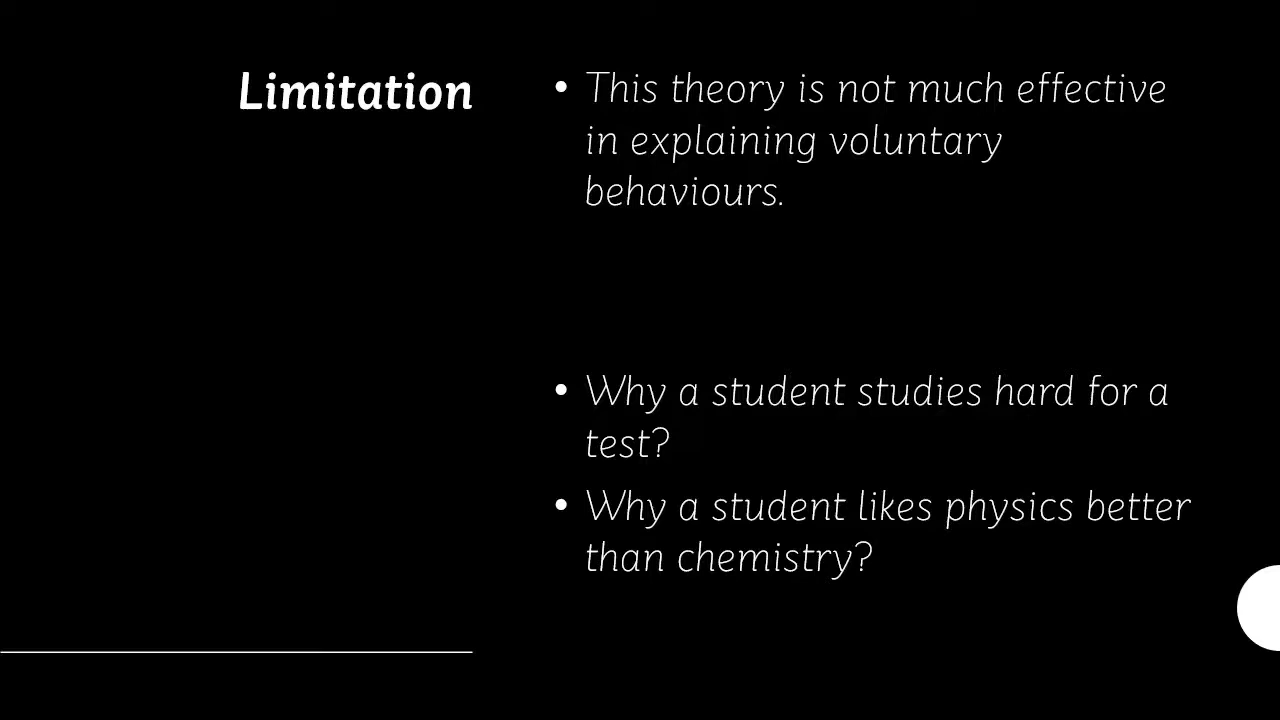 Limitation
• This theory is not much effective
in explaining voluntary
behaviours.
• Why a student studies hard for a
test?
• Why a student likes physics better
than chemistry?